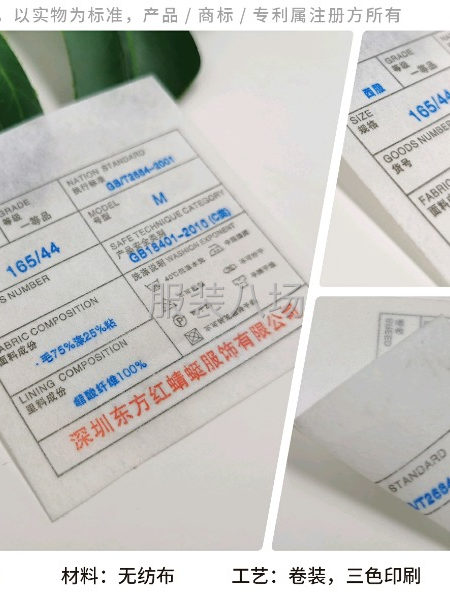 ，以实物为标准，产品 / 商标 / 专利属注册方所有
GRADE
等级
一等品
NATION STANDARD
执行标准
GB/T2664-2001
165/44
MODEL
号型
M
SAFE TECHNIQUE CATEGORY
产品安全类别
GB18401-2010 (C类)
S NUMBER
洗涤说明 WASHION EXPONENT
FABRIC COMPOSITION
面料成份
毛75%涤25%粘
LINING COMPOSITION
里料成份
醋酸纤维100%
深圳东方红蜻蜓服饰有限公司
服装八场
西服
GRADE
等级
一等品
SIZE
规格
165/44
GOODS NUMBER
货号
FABRIC
面料
STANDARD
/T2664
材料：无纺布
工艺：卷装，三色印刷